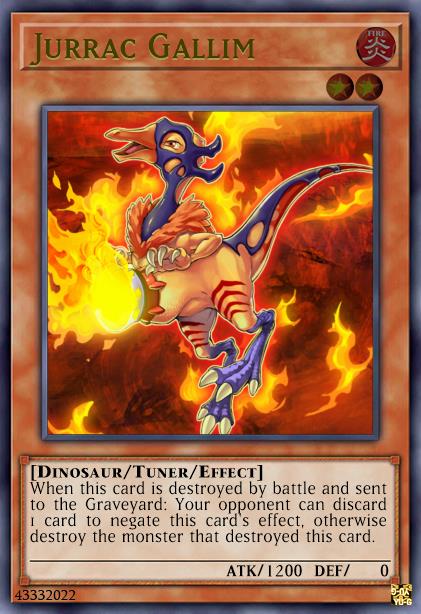 Jurrac Gallim
FIRE
炎
[Dinosaur/Tuner/Effect]
When this card is destroyed by battle and sent
to the Graveyard: Your opponent can discard
1 card to negate this card's effect, otherwise
destroy the monster that destroyed this card.
ATK/1200 DEF/ 0
43332022